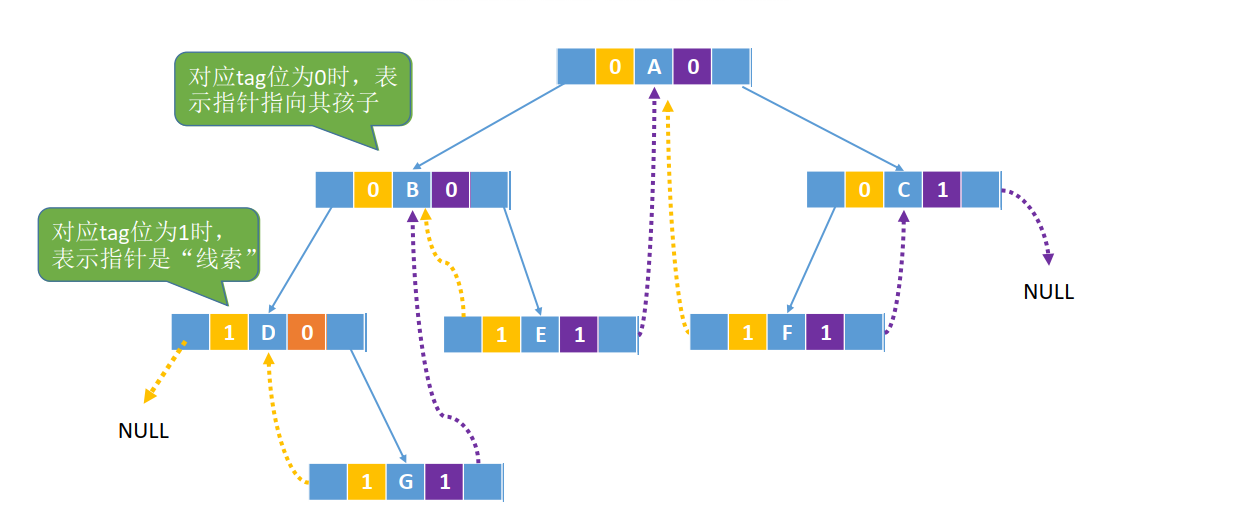 对应tag位为0时，表
示指针指向其孩子
0 A 0
0 B 0
0 C 1
对应tag位为1时，
表示指针是“线索”
NULL
1 D 0
1 E 1
1 F 1
NULL
1 G 1